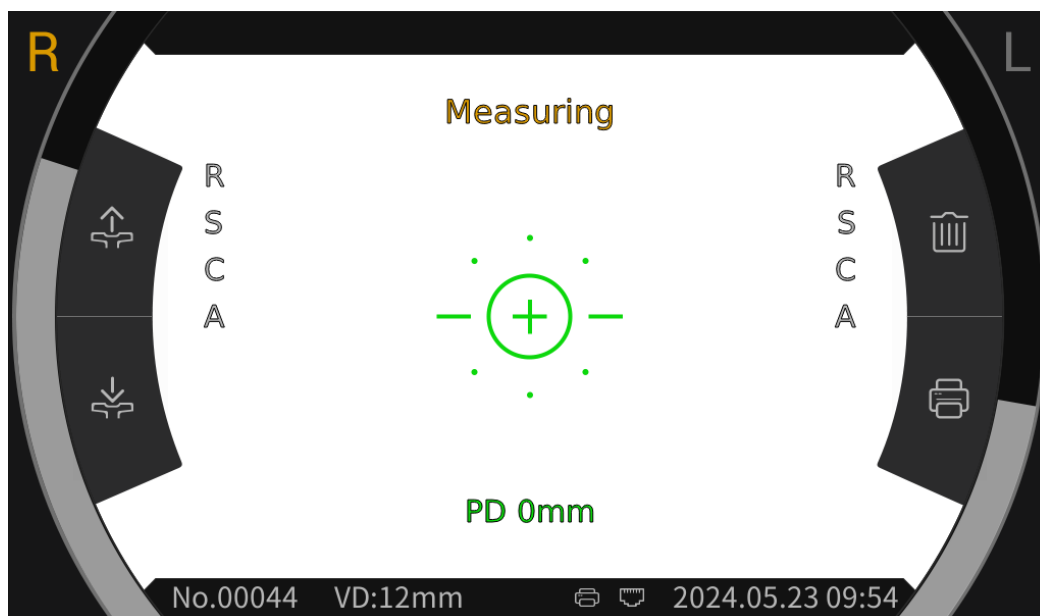 R L
Measuring
R R
S S
C C
A A
PD 0mm
No.00044 VD:12mm 2024.05.23 09:54